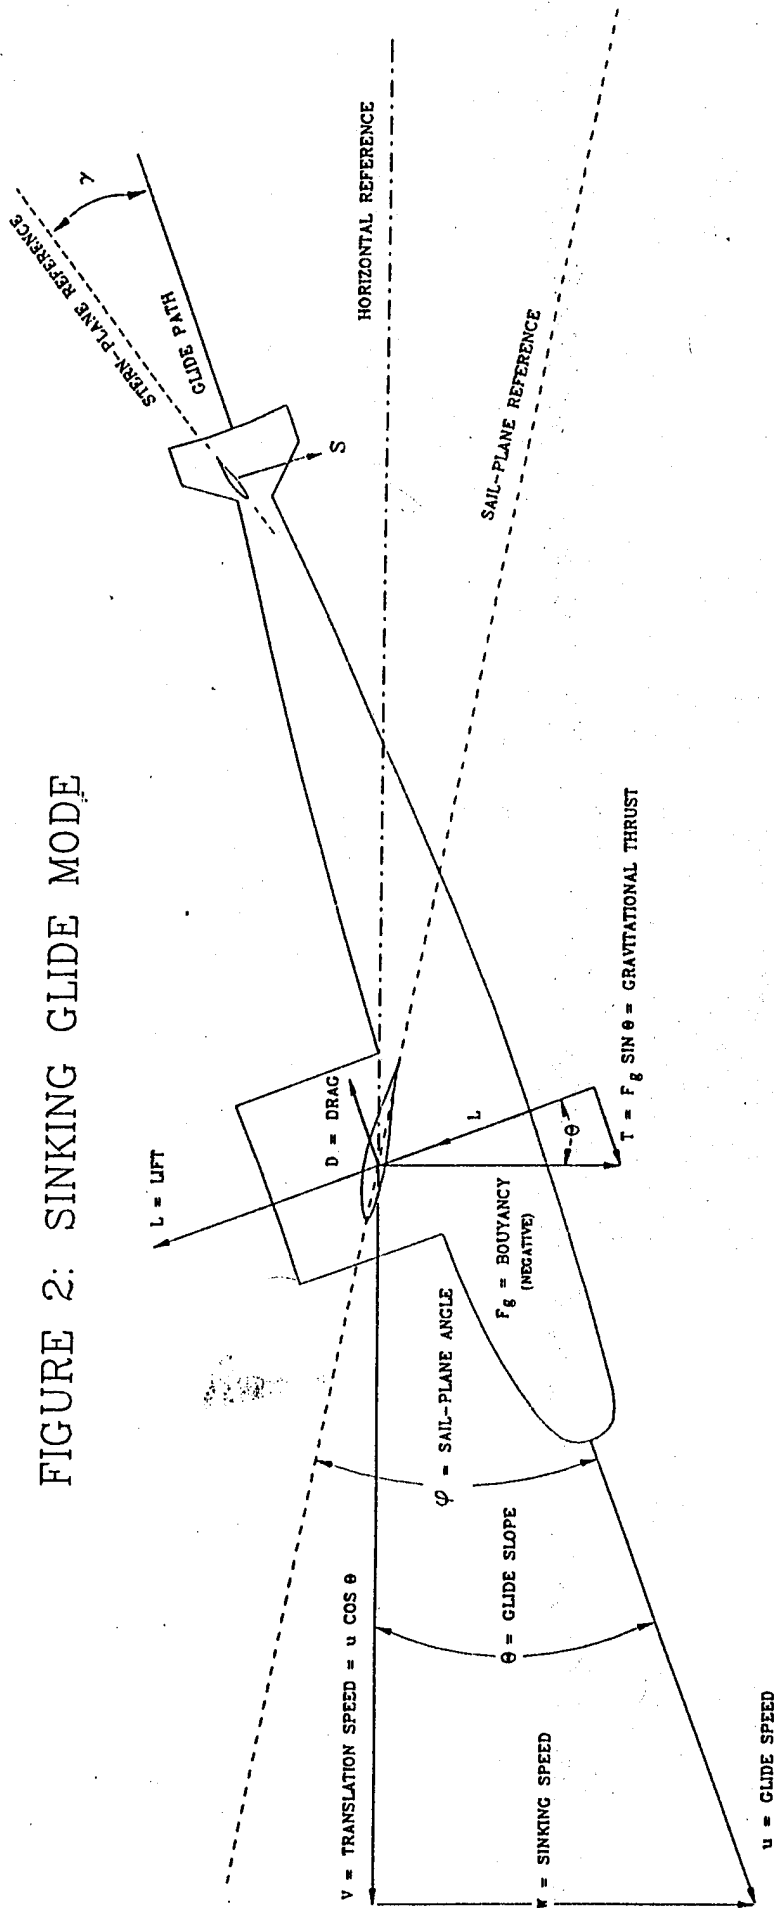 FIGURE 2: SINKING GLIDE MODE
STERN-PLANE REFERENCE
γ
GLIDE PATH
S
HORIZONTAL REFERENCE
SAIL-PLANE REFERENCE
L = LIFT
D = DRAG
L
θ
T = Fg SIN θ = GRAVITATIONAL THRUST
Fg = BOUYANCY
(NEGATIVE)
φ = SAIL-PLANE ANGLE
θ = GLIDE SLOPE
V = TRANSLATION SPEED = u COS θ
W = SINKING SPEED
u = GLIDE SPEED